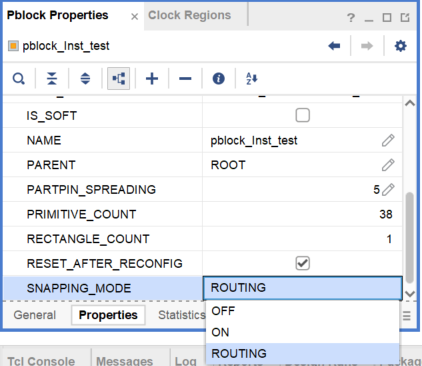 Pblock Properties × Clock Regions ?
pblock_Inst_test
IS_SOFT
NAME pblock_Inst_test
PARENT ROOT
PARTPIN_SPREADING 5
PRIMITIVE_COUNT 38
RECTANGLE_COUNT 1
RESET_AFTER_RECONFIG
SNAPPING_MODE ROUTING
General Properties Statistics OFF
ON
ROUTING
Tcl Console Messages Log